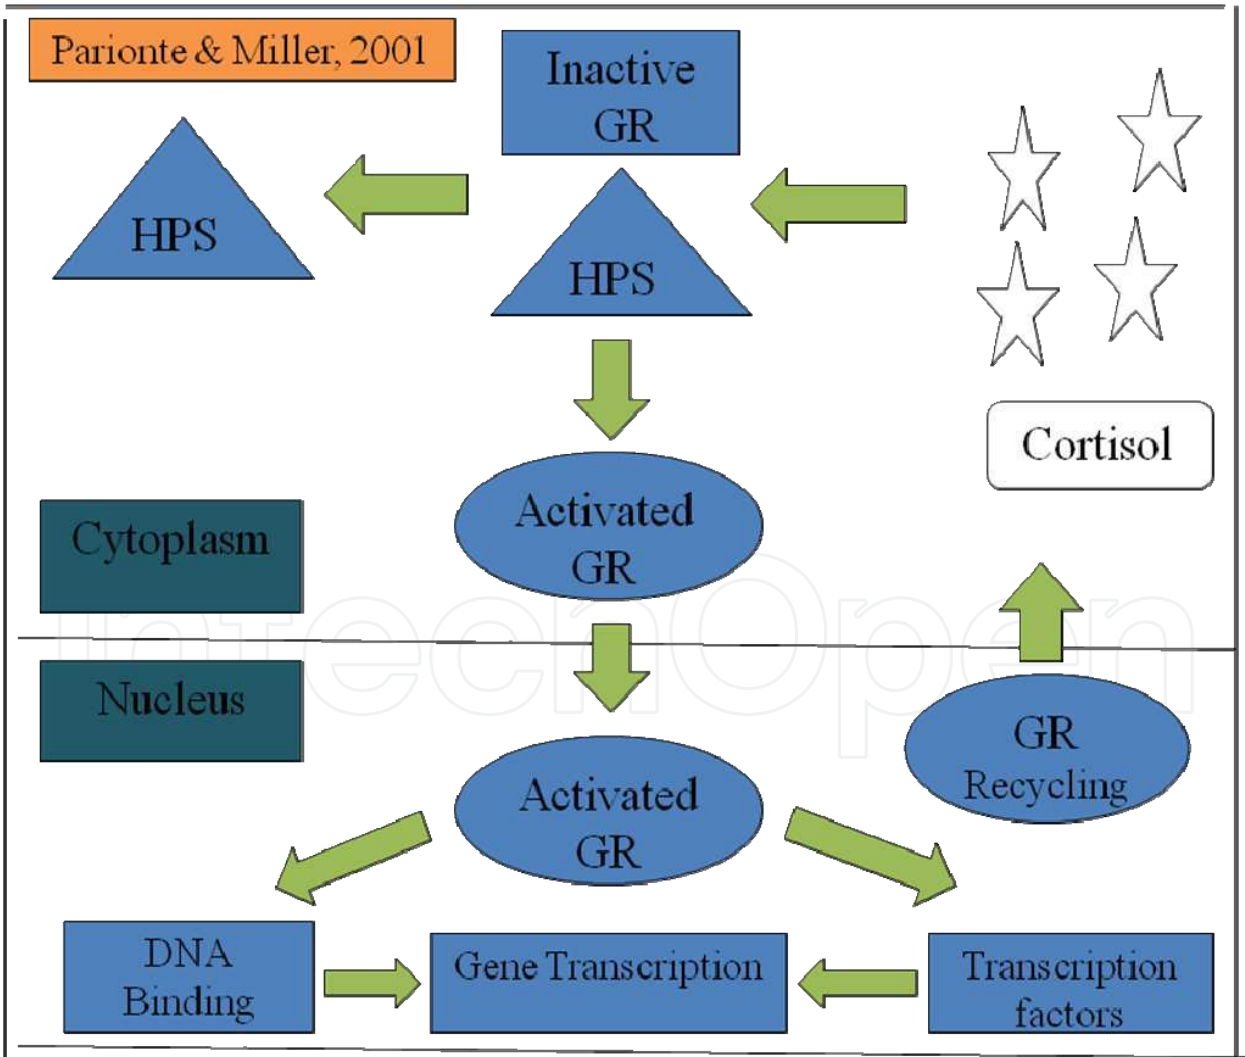 Parionte & Miller, 2001
Inactive
GR
HPS
HPS
Cortisol
Activated
GR
Cytoplasm
Nucleus
IntechOpen
GR
Recycling
Activated
GR
DNA
Binding
Gene Transcription
Transcription
factors